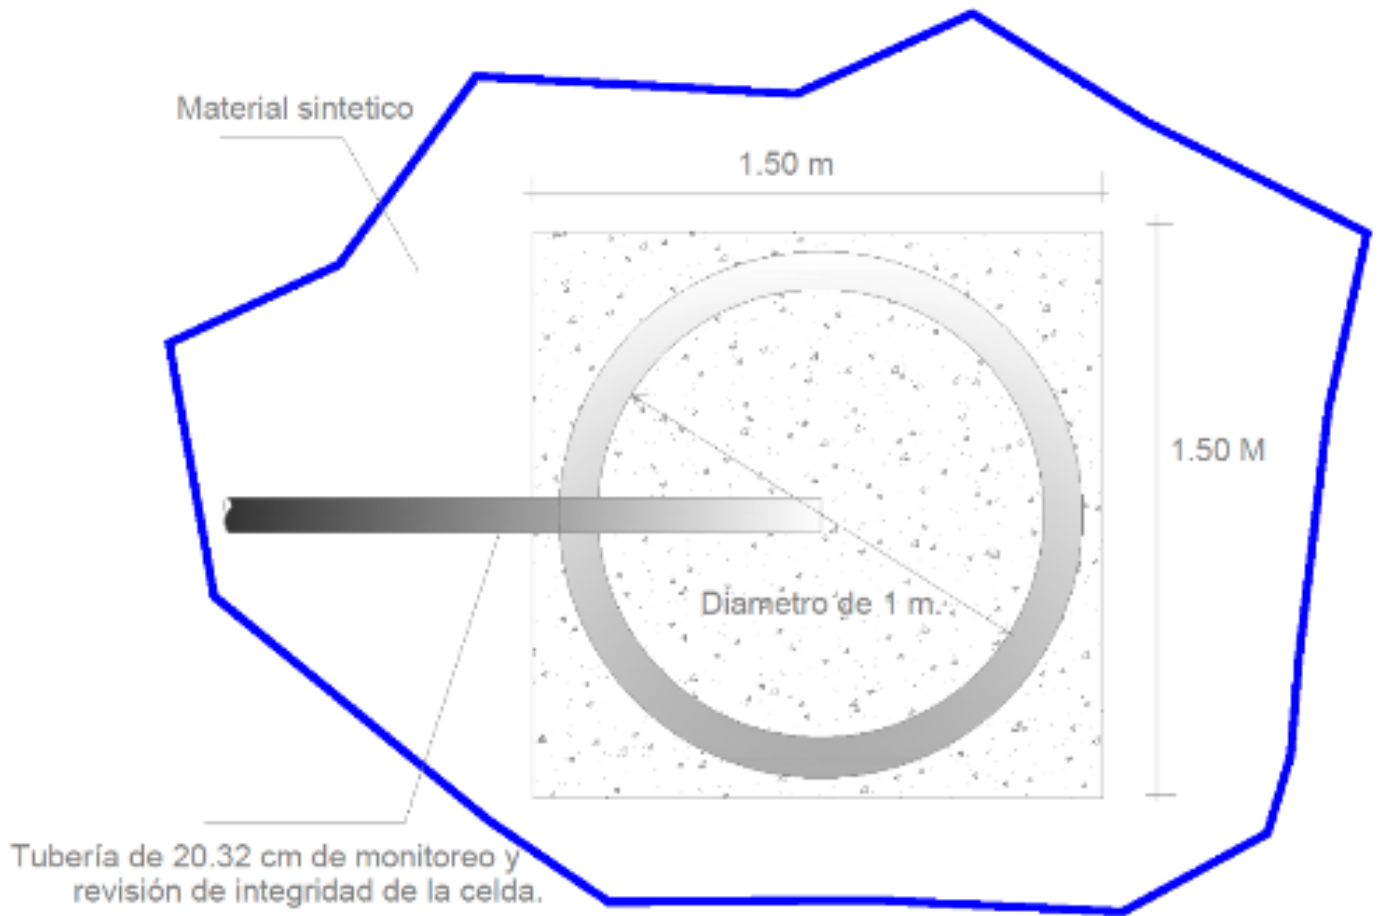 Material sintetico
1.50 m
1.50 M
Diametro de 1 m.
Tubería de 20.32 cm de monitoreo y
revisión de integridad de la celda.